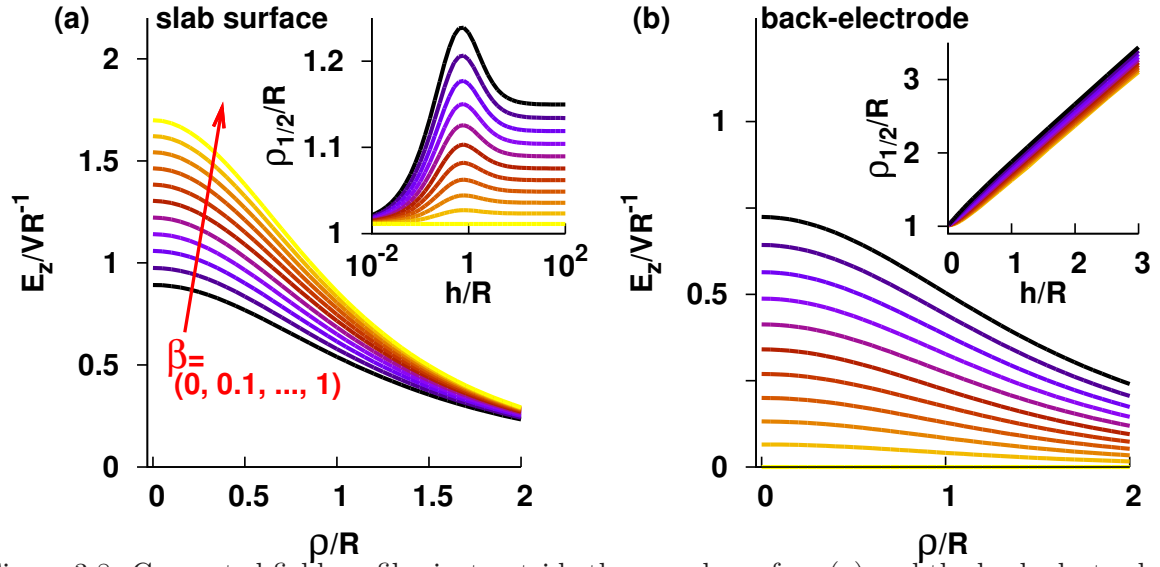 (a) slab surface
2
1.5
1
0.5
0
E_z/VR^-1
0 0.5 1 1.5 2
ρ/R
β=
(0, 0.1, ..., 1)
1.2
1.1
1
ρ_1/2/R
10^-2 1 10^2
h/R
(b) back-electrode
1
0.5
0
E_z/VR^-1
0 1 2
ρ/R
3
2
1
ρ_1/2/R
0 1 2 3
h/R